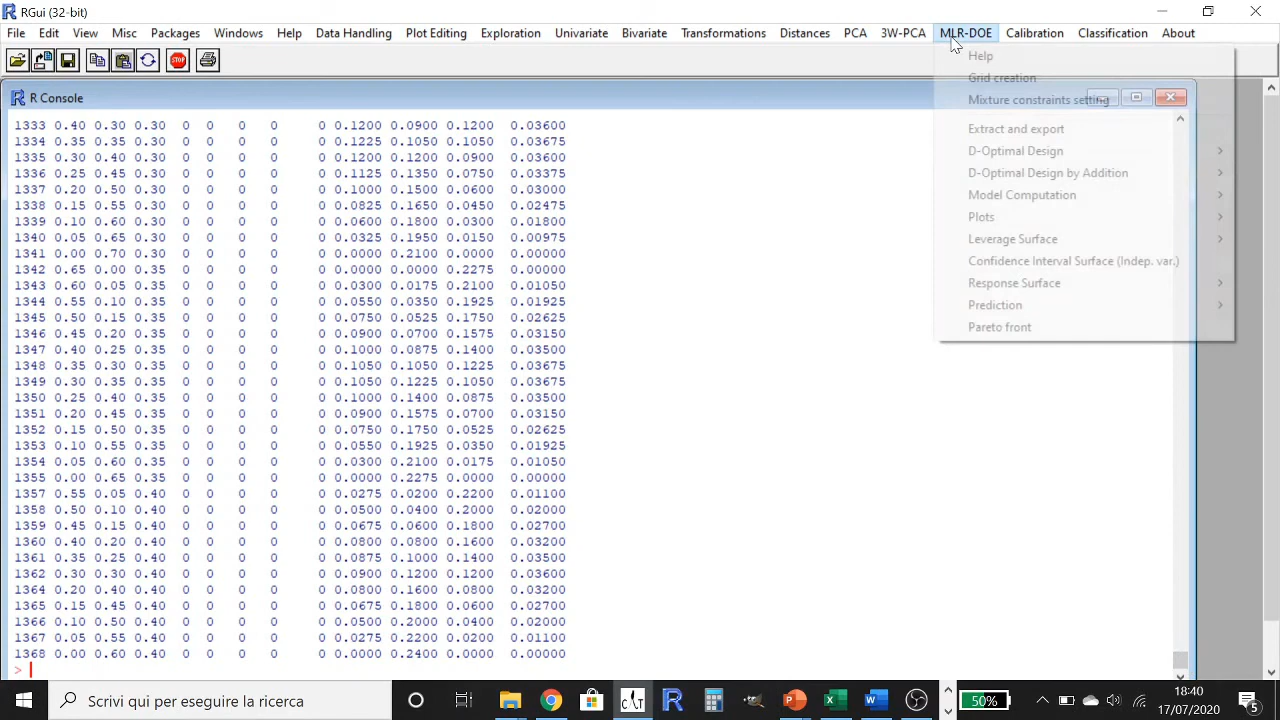 RGui (32-bit)
File Edit View Misc Packages Windows Help Data Handling Plot Editing Exploration Univariate Bivariate Transformations Distances PCA 3W-PCA MLR-DOE Calibration Classification About
STOP
R Console
Help
Grid creation
Mixture constraints setting
Extract and export
D-Optimal Design
D-Optimal Design by Addition
Model Computation
Plots
Leverage Surface
Confidence Interval Surface (Indep. var.)
Response Surface
Prediction
Pareto front
1333 0.40 0.30 0.30 0 0 0 0 0 0.1200 0.0900 0.1200 0.03600
1334 0.35 0.35 0.30 0 0 0 0 0 0.1225 0.1050 0.1050 0.03675
1335 0.30 0.40 0.30 0 0 0 0 0 0.1200 0.1200 0.0900 0.03600
1336 0.25 0.45 0.30 0 0 0 0 0 0.1125 0.1350 0.0750 0.03375
1337 0.20 0.50 0.30 0 0 0 0 0 0.1000 0.1500 0.0600 0.03000
1338 0.15 0.55 0.30 0 0 0 0 0 0.0825 0.1650 0.0450 0.02475
1339 0.10 0.60 0.30 0 0 0 0 0 0.0600 0.1800 0.0300 0.01800
1340 0.05 0.65 0.30 0 0 0 0 0 0.0325 0.1950 0.0150 0.00975
1341 0.00 0.70 0.30 0 0 0 0 0 0.0000 0.2100 0.0000 0.00000
1342 0.65 0.00 0.35 0 0 0 0 0 0.0000 0.0000 0.2275 0.00000
1343 0.60 0.05 0.35 0 0 0 0 0 0.0300 0.0175 0.2100 0.01050
1344 0.55 0.10 0.35 0 0 0 0 0 0.0550 0.0350 0.1925 0.01925
1345 0.50 0.15 0.35 0 0 0 0 0 0.0750 0.0525 0.1750 0.02625
1346 0.45 0.20 0.35 0 0 0 0 0 0.0900 0.0700 0.1575 0.03150
1347 0.40 0.25 0.35 0 0 0 0 0 0.1000 0.0875 0.1400 0.03500
1348 0.35 0.30 0.35 0 0 0 0 0 0.1050 0.1050 0.1225 0.03675
1349 0.30 0.35 0.35 0 0 0 0 0 0.1050 0.1225 0.1050 0.03675
1350 0.25 0.40 0.35 0 0 0 0 0 0.1000 0.1400 0.0875 0.03500
1351 0.20 0.45 0.35 0 0 0 0 0 0.0900 0.1575 0.0700 0.03150
1352 0.15 0.50 0.35 0 0 0 0 0 0.0750 0.1750 0.0525 0.02625
1353 0.10 0.55 0.35 0 0 0 0 0 0.0550 0.1925 0.0350 0.01925
1354 0.05 0.60 0.35 0 0 0 0 0 0.0300 0.2100 0.0175 0.01050
1355 0.00 0.65 0.35 0 0 0 0 0 0.0000 0.2275 0.0000 0.00000
1357 0.55 0.05 0.40 0 0 0 0 0 0.0275 0.0200 0.2200 0.01100
1358 0.50 0.10 0.40 0 0 0 0 0 0.0500 0.0400 0.2000 0.02000
1359 0.45 0.15 0.40 0 0 0 0 0 0.0675 0.0600 0.1800 0.02700
1360 0.40 0.20 0.40 0 0 0 0 0 0.0800 0.0800 0.1600 0.03200
1361 0.35 0.25 0.40 0 0 0 0 0 0.0875 0.1000 0.1400 0.03500
1362 0.30 0.30 0.40 0 0 0 0 0 0.0900 0.1200 0.1200 0.03600
1364 0.20 0.40 0.40 0 0 0 0 0 0.0800 0.1600 0.0800 0.03200
1365 0.15 0.45 0.40 0 0 0 0 0 0.0675 0.1800 0.0600 0.02700
1366 0.10 0.50 0.40 0 0 0 0 0 0.0500 0.2000 0.0400 0.02000
1367 0.05 0.55 0.40 0 0 0 0 0 0.0275 0.2200 0.0200 0.01100
1368 0.00 0.60 0.40 0 0 0 0 0 0.0000 0.2400 0.0000 0.00000
>
Scrivi qui per eseguire la ricerca
50%
18:40
17/07/2020
5